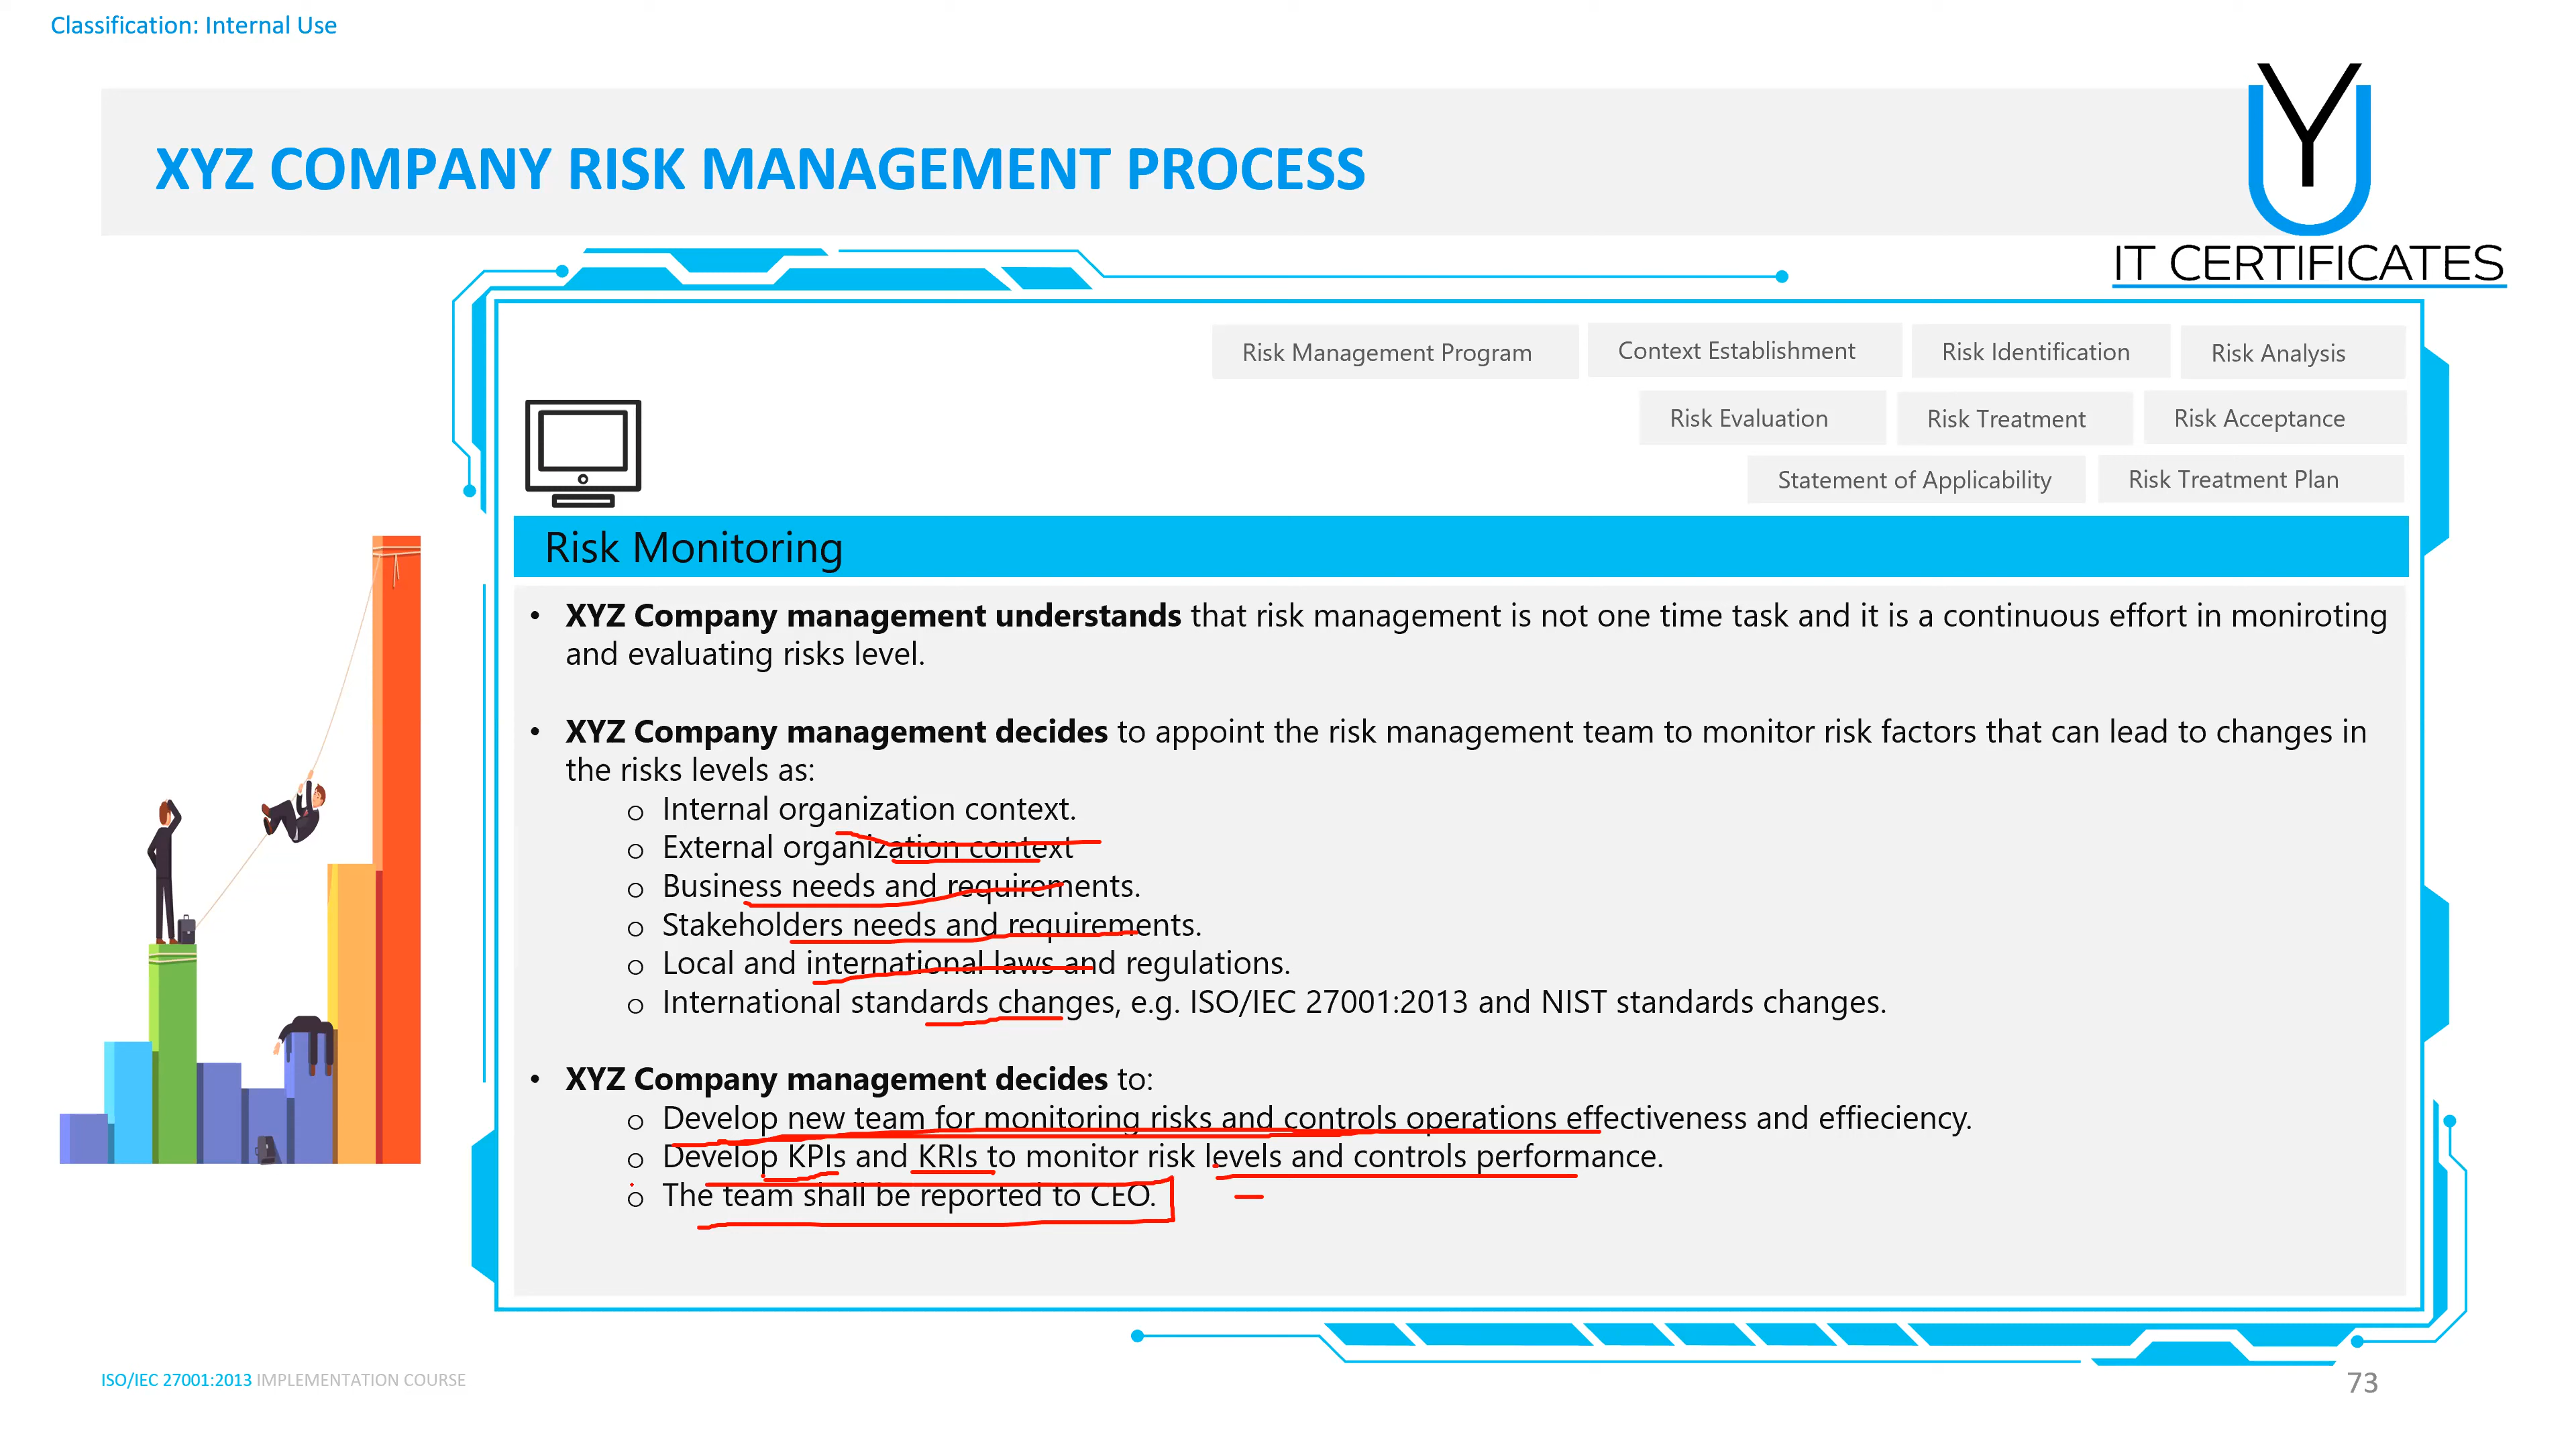 Classification: Internal Use
XYZ COMPANY RISK MANAGEMENT PROCESS
YU
IT CERTIFICATES
Risk Management Program
Context Establishment
Risk Identification
Risk Analysis
Risk Evaluation
Risk Treatment
Risk Acceptance
Statement of Applicability
Risk Treatment Plan
Risk Monitoring
• XYZ Company management understands that risk management is not one time task and it is a continuous effort in moniroting
and evaluating risks level.
• XYZ Company management decides to appoint the risk management team to monitor risk factors that can lead to changes in
the risks levels as:
o Internal organization context.
o External organization context
o Business needs and requirements.
o Stakeholders needs and requirements.
o Local and international laws and regulations.
o International standards changes, e.g. ISO/IEC 27001:2013 and NIST standards changes.
• XYZ Company management decides to:
o Develop new team for monitoring risks and controls operations effectiveness and effieciency.
o Develop KPIs and KRIs to monitor risk levels and controls performance.
o The team shall be reported to CEO.
ISO/IEC 27001:2013 IMPLEMENTATION COURSE
73